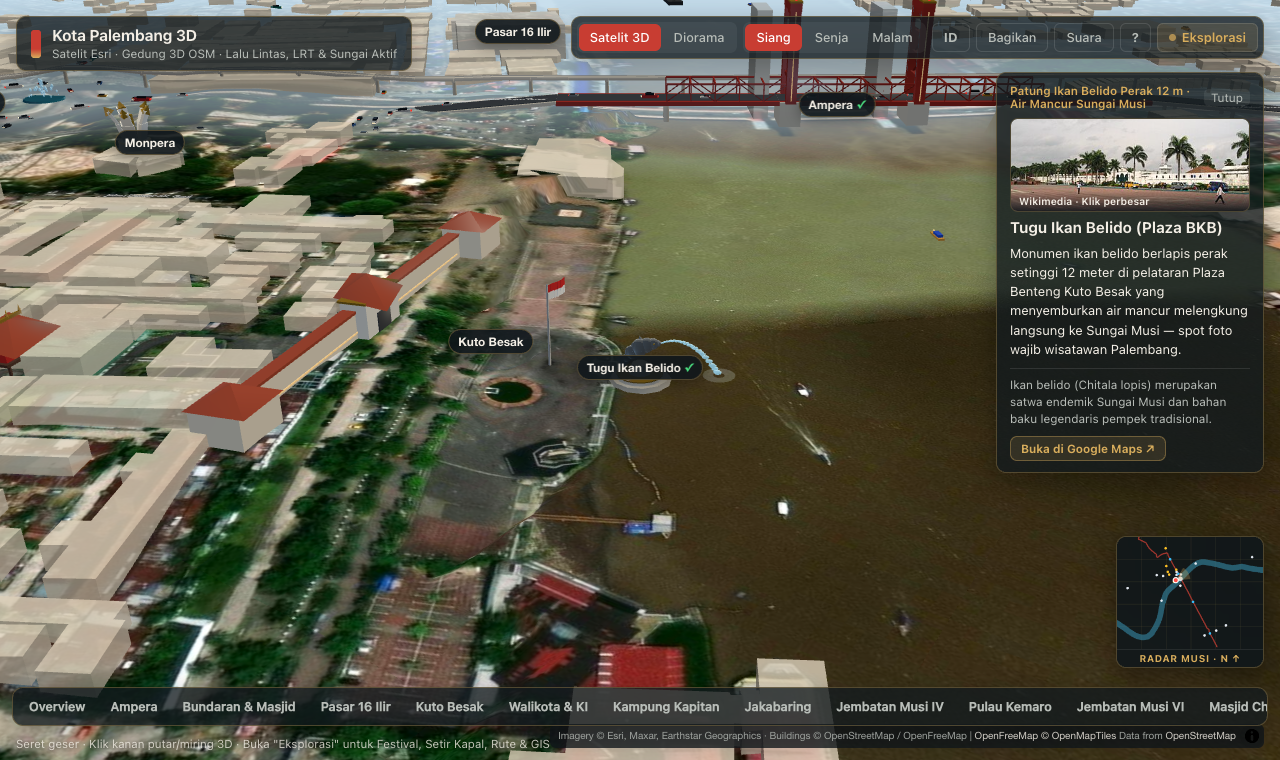 Kota Palembang 3D
Satelit Esri · Gedung 3D OSM · Lalu Lintas, LRT & Sungai Aktif
Pasar 16 Ilir
Satelit 3D
Diorama
Siang
Senja
Malam
ID
Bagikan
Suara
?
Eksplorasi
Monpera
Ampera ✓
Kuto Besak
Tugu Ikan Belido ✓
Patung Ikan Belido Perak 12 m ·
Air Mancur Sungai Musi
Tutup
Wikimedia · Klik perbesar
Tugu Ikan Belido (Plaza BKB)
Monumen ikan belido berlapis perak
setinggi 12 meter di pelataran Plaza
Benteng Kuto Besak yang
menyemburkan air mancur melengkung
langsung ke Sungai Musi — spot foto
wajib wisatawan Palembang.
Ikan belido (Chitala lopis) merupakan
satwa endemik Sungai Musi dan bahan
baku legendaris pempek tradisional.
Buka di Google Maps ↗
RADAR MUSI · N ↑
Overview
Ampera
Bundaran & Masjid
Pasar 16 Ilir
Kuto Besak
Walikota & KI
Kampung Kapitan
Jakabaring
Jembatan Musi IV
Pulau Kemaro
Jembatan Musi VI
Masjid Ch
Seret geser · Klik kanan putar/miring 3D · Buka "Eksplorasi" untuk Festival, Setir Kapal, Rute & GIS
Imagery © Esri, Maxar, Earthstar Geographics · Buildings © OpenStreetMap / OpenFreeMap | OpenFreeMap © OpenMapTiles Data from OpenStreetMap